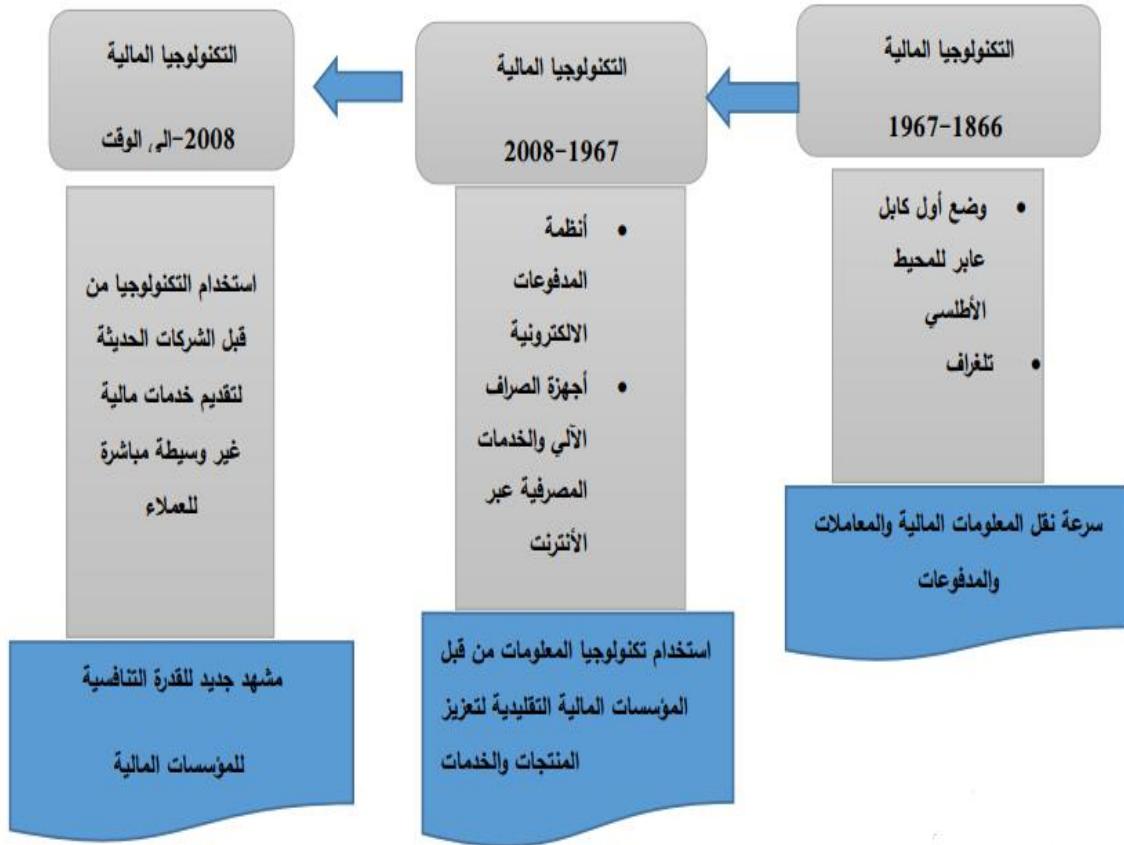 التكنولوجيا المالية
1967-1866
وضع أول كابل
عابر للمحيط
الأطلسي
تلغراف
سرعة نقل المعلومات المالية والمعاملات
والمدفوعات
التكنولوجيا المالية
2008-1967
أنظمة
المدفوعات
الالكترونية
أجهزة الصراف
الآلي والخدمات
المصرفية عبر
الأنترنت
استخدام تكنولوجيا المعلومات من قبل
المؤسسات المالية التقليدية لتعزيز
المنتجات والخدمات
التكنولوجيا المالية
2008-الى الوقت
استخدام التكنولوجيا من
قبل الشركات الحديثة
لتقديم خدمات مالية
غير وسيطة مباشرة
للعملاء
مشهد جديد للقدرة التنافسية
للمؤسسات المالية